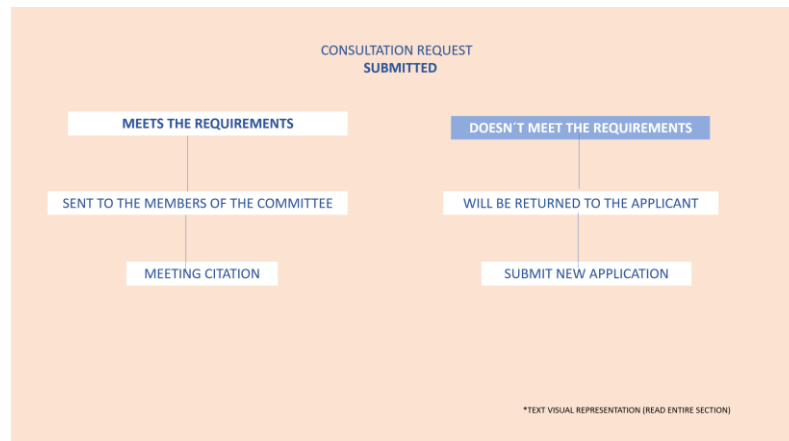 CONSULTATION REQUEST
SUBMITTED
MEETS THE REQUIREMENTS
SENT TO THE MEMBERS OF THE COMMITTEE
MEETING CITATION
DOESN´T MEET THE REQUIREMENTS
WILL BE RETURNED TO THE APPLICANT
SUBMIT NEW APPLICATION
*TEXT VISUAL REPRESENTATION (READ ENTIRE SECTION)